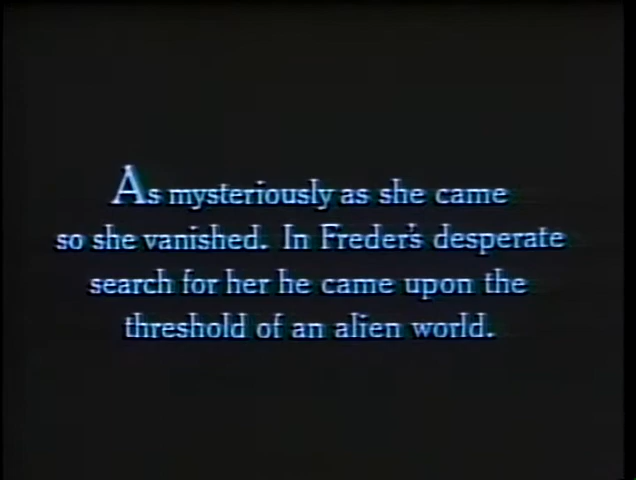 As mysteriously as she came
so she vanished. In Freder's desperate
search for her he came upon the
threshold of an alien world.